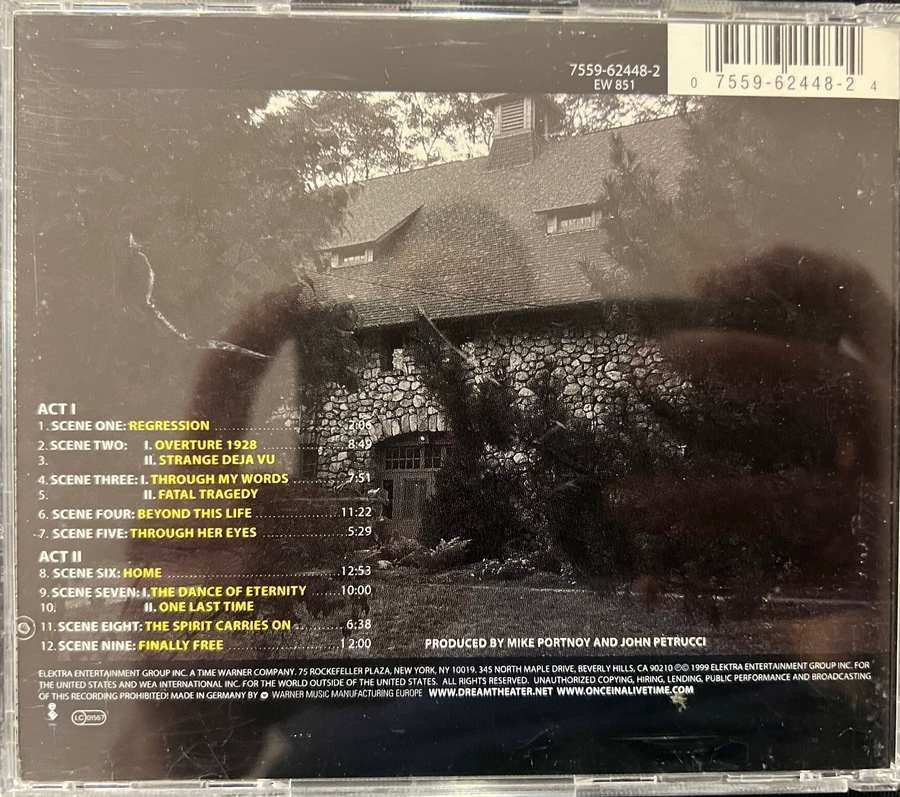 7559-62448-2
EW 851
0 7559-62448-2 4
ACT I
1. SCENE ONE: REGRESSION .......................... 2:06
2. SCENE TWO: I. OVERTURE 1928 .................. 8:49
3. II. STRANGE DEJA VU
4. SCENE THREE: I. THROUGH MY WORDS ........... 7:51
5. II. FATAL TRAGEDY
6. SCENE FOUR: BEYOND THIS LIFE .................. 11:22
7. SCENE FIVE: THROUGH HER EYES .................. 5:29
ACT II
8. SCENE SIX: HOME .................................... 12:53
9. SCENE SEVEN: I.THE DANCE OF ETERNITY ...... 10:00
10. II. ONE LAST TIME
11. SCENE EIGHT: THE SPIRIT CARRIES ON ........... 6:38
12. SCENE NINE: FINALLY FREE ........................ 12:00
PRODUCED BY MIKE PORTNOY AND JOHN PETRUCCI
ELEKTRA ENTERTAINMENT GROUP INC. A TIME WARNER COMPANY. 75 ROCKEFELLER PLAZA, NEW YORK, NY 10019. 345 NORTH MAPLE DRIVE, BEVERLY HILLS, CA 90210 ℗© 1999 ELEKTRA ENTERTAINMENT GROUP INC. FOR
THE UNITED STATES AND WEA INTERNATIONAL INC. FOR THE WORLD OUTSIDE OF THE UNITED STATES. ALL RIGHTS RESERVED. UNAUTHORIZED COPYING, HIRING, LENDING, PUBLIC PERFORMANCE AND BROADCASTING
OF THIS RECORDING PROHIBITED! MADE IN GERMANY BY WARNER MUSIC MANUFACTURING EUROPE WWW.DREAMTHEATER.NET WWW.ONCEINALIVETIME.COM
LC 01557